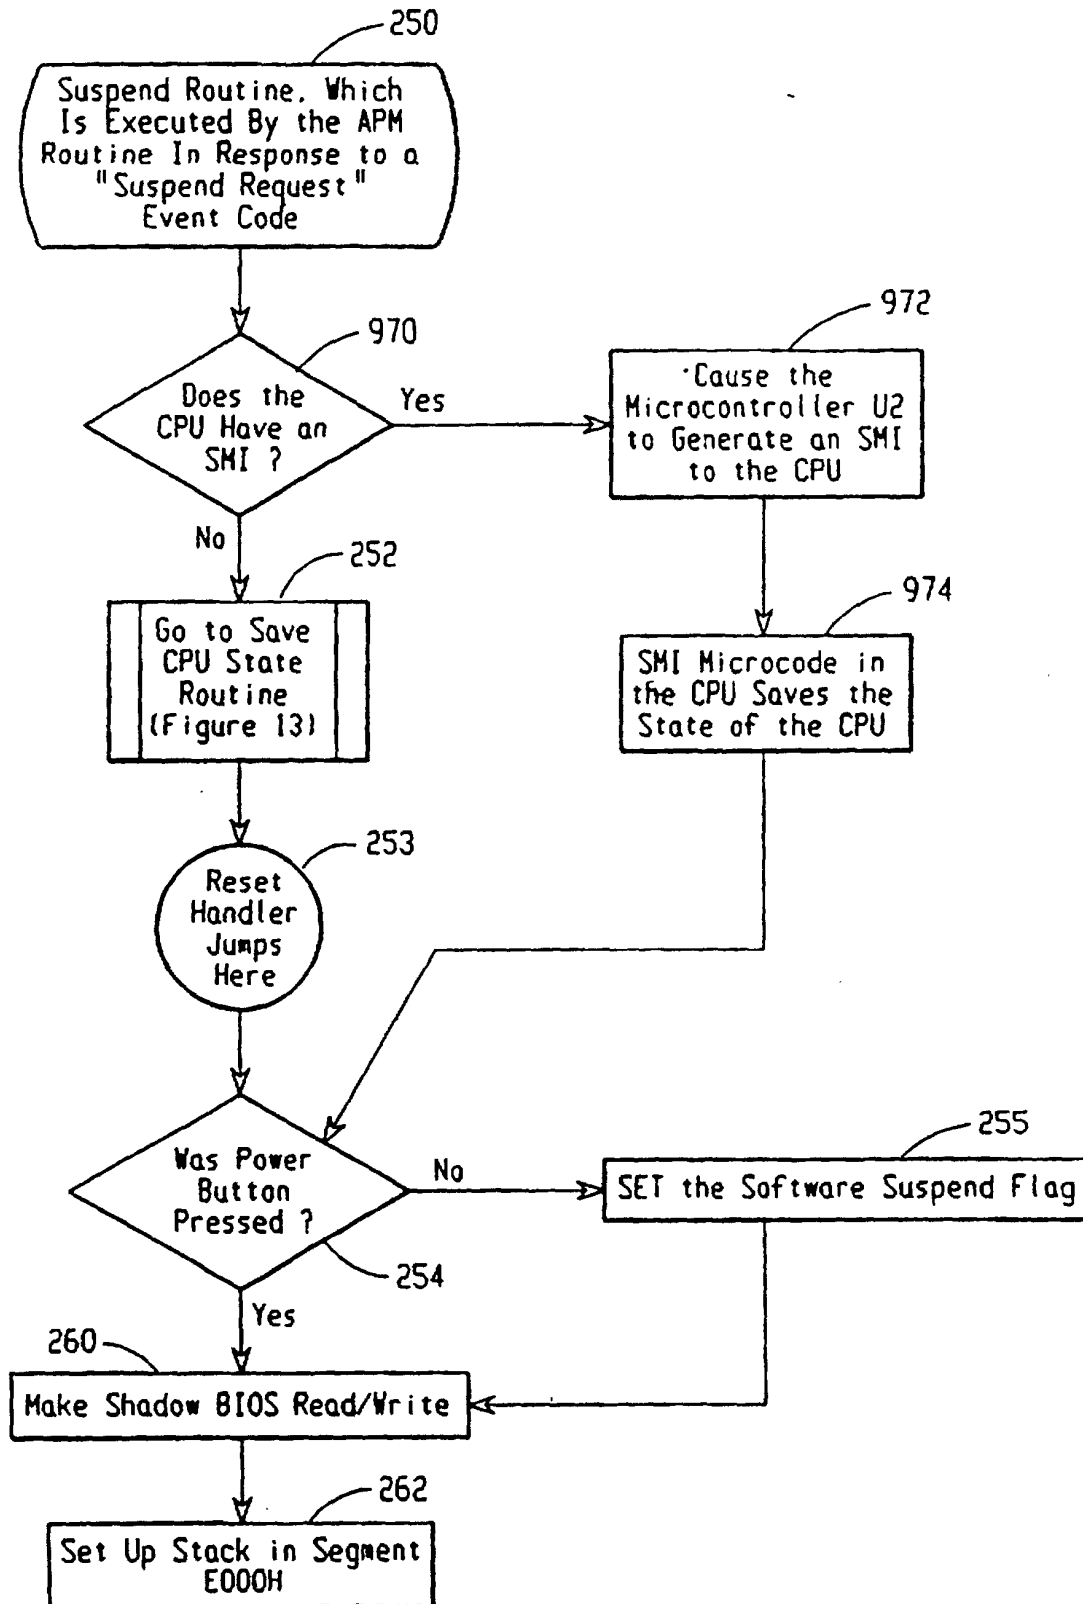 250
Suspend Routine, Which
Is Executed By the APM
Routine In Response to a
"Suspend Request"
Event Code
970
Does the
CPU Have an
SMI ?
Yes
No
972
Cause the
Microcontroller U2
to Generate an SMI
to the CPU
252
Go to Save
CPU State
Routine
(Figure 13)
974
SMI Microcode in
the CPU Saves the
State of the CPU
253
Reset
Handler
Jumps
Here
Was Power
Button
Pressed ?
254
No
Yes
255
SET the Software Suspend Flag
260
Make Shadow BIOS Read/Write
262
Set Up Stack in Segment
E000H